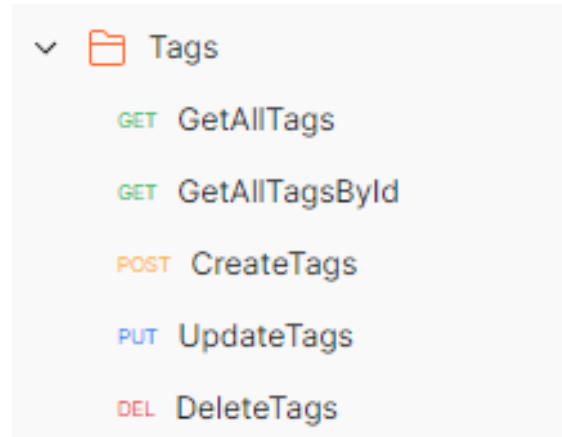 Tags
GET GetAllTags
GET GetAllTagsById
POST CreateTags
PUT UpdateTags
DEL DeleteTags